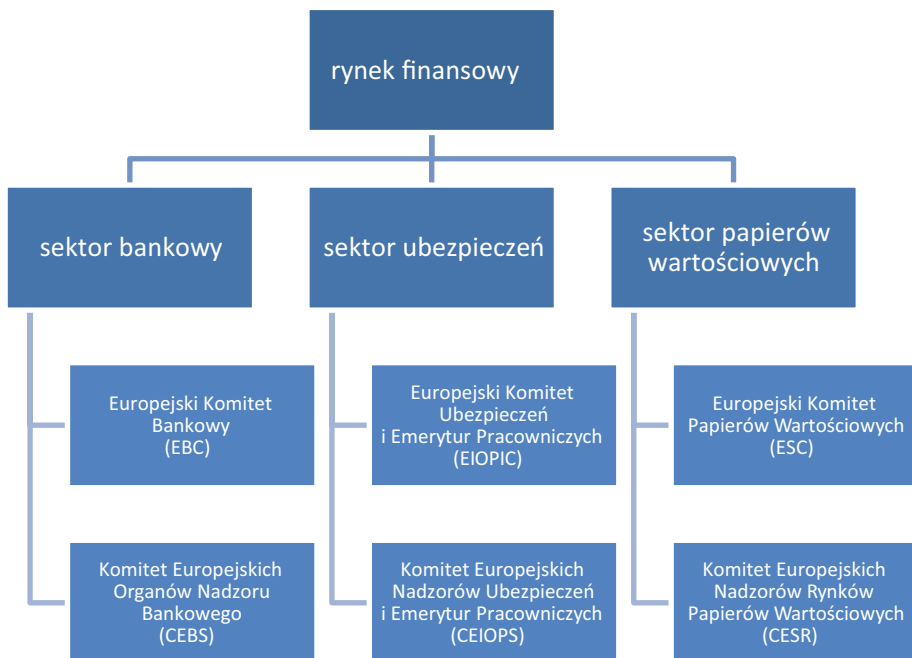 rynek finansowy
sektor bankowy
sektor ubezpieczeń
sektor papierów
wartościowych
Europejski Komitet
Bankowy
(EBC)
Europejski Komitet
Ubezpieczeń
i Emerytur Pracowniczych
(EIOPIC)
Europejski Komitet
Papierów Wartościowych
(ESC)
Komitet Europejskich
Organów Nadzoru
Bankowego
(CEBS)
Komitet Europejskich
Nadzorów Ubezpieczeń
i Emerytur Pracowniczych
(CEIOPS)
Komitet Europejskich
Nadzorów Rynków
Papierów Wartościowych
(CESR)